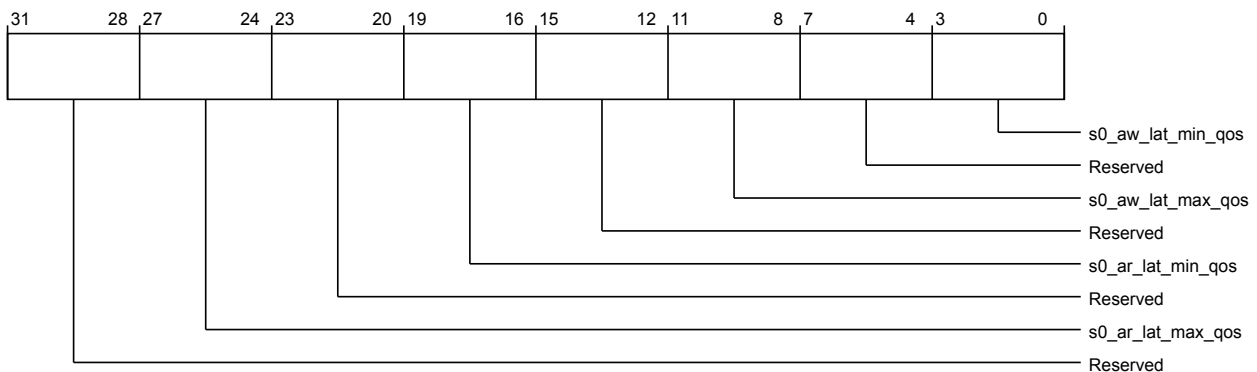 31 28 27 24 23 20 19 16 15 12 11 8 7 4 3 0
s0_aw_lat_min_qos
Reserved
s0_aw_lat_max_qos
Reserved
s0_ar_lat_min_qos
Reserved
s0_ar_lat_max_qos
Reserved